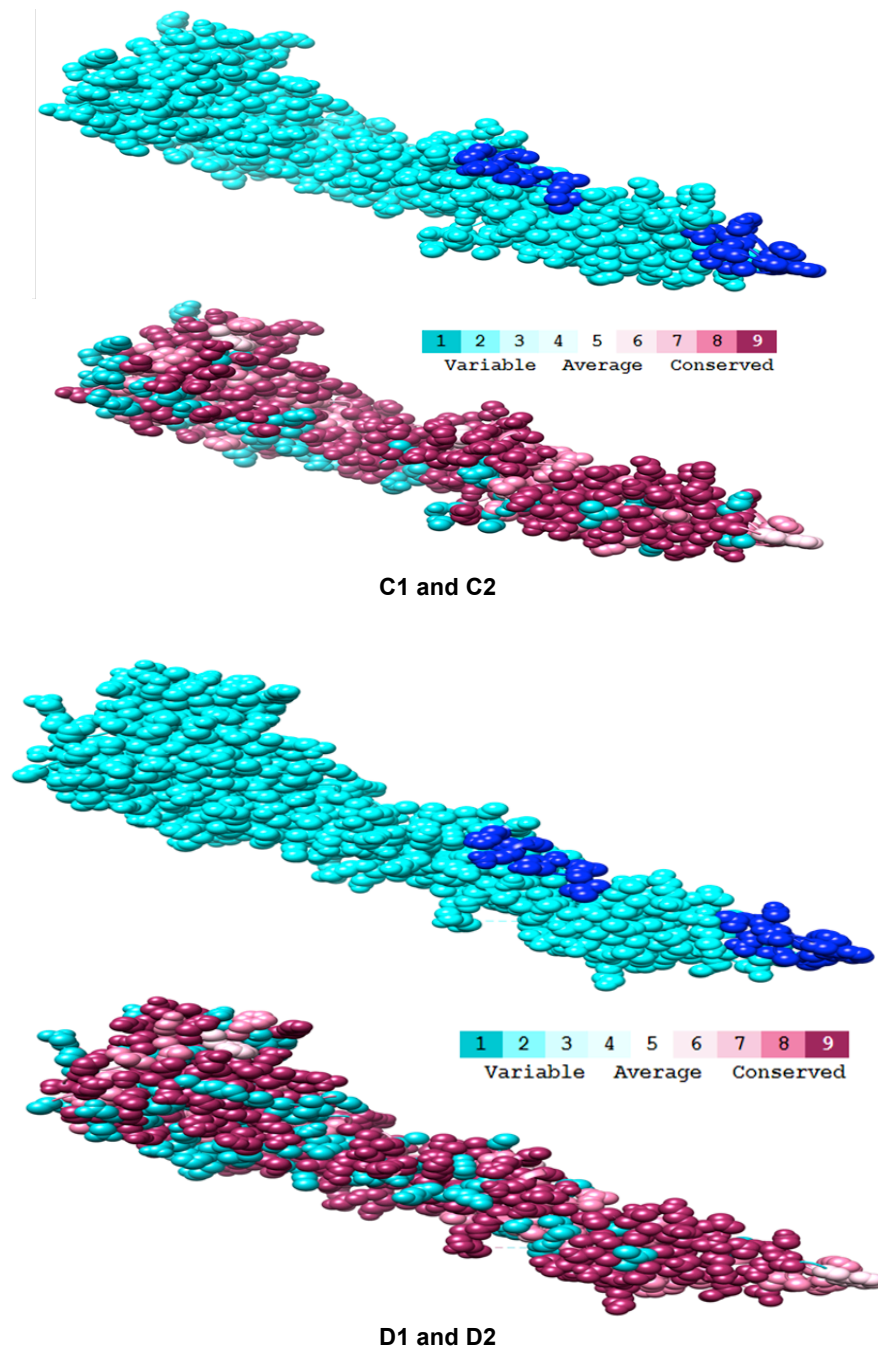 1 2 3 4 5 6 7 8 9
Variable Average Conserved
C1 and C2
1 2 3 4 5 6 7 8 9
Variable Average Conserved
D1 and D2